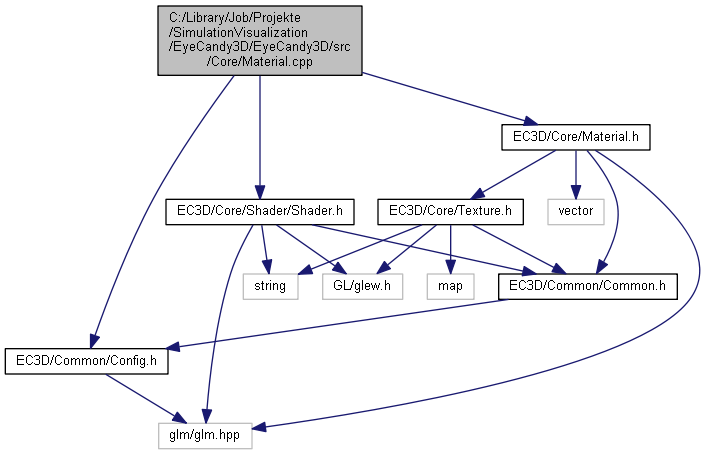 C:/Library/Job/Projekte
/SimulationVisualization
/EyeCandy3D/EyeCandy3D/src
/Core/Material.cpp
EC3D/Core/Material.h
EC3D/Core/Shader/Shader.h
EC3D/Core/Texture.h
vector
string
GL/glew.h
map
EC3D/Common/Common.h
EC3D/Common/Config.h
glm/glm.hpp